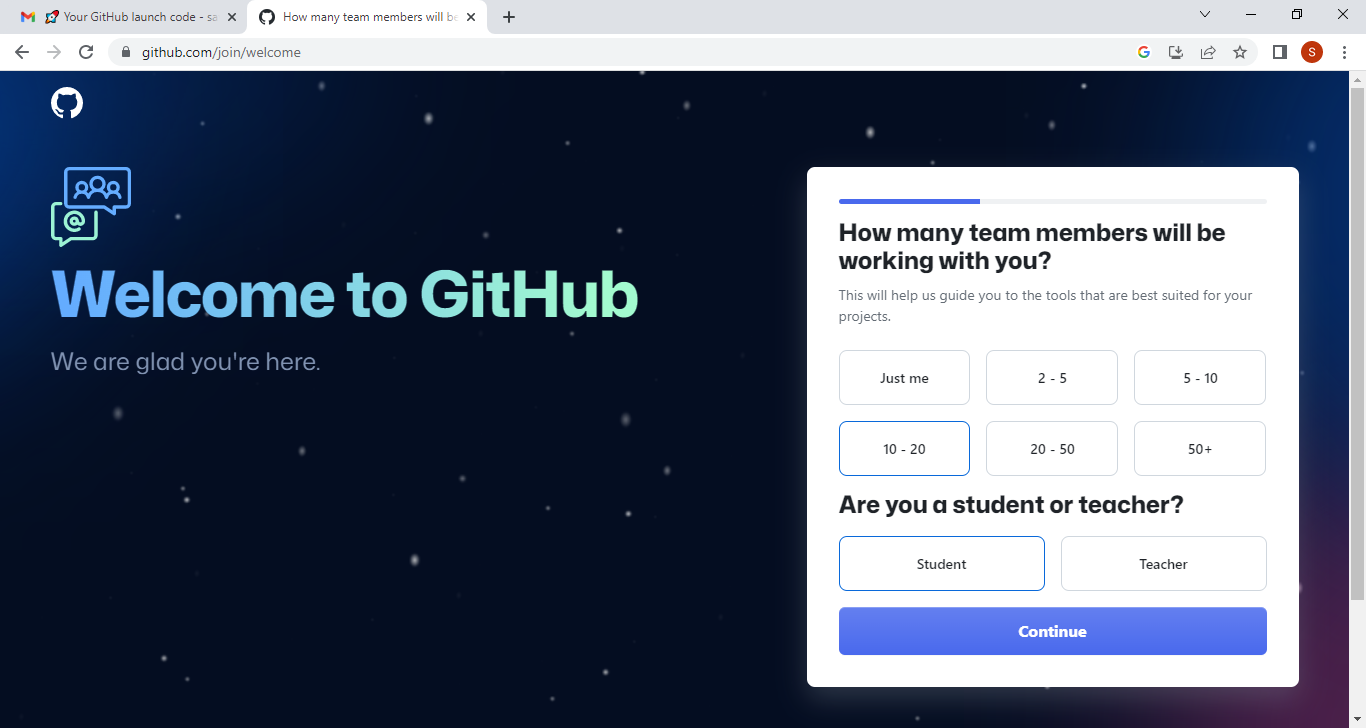 Your GitHub launch code - sa
How many team members will be
github.com/join/welcome
S
@
Welcome to GitHub
We are glad you're here.
How many team members will be
working with you?
This will help us guide you to the tools that are best suited for your
projects.
Just me
2 - 5
5 - 10
10 - 20
20 - 50
50+
Are you a student or teacher?
Student
Teacher
Continue